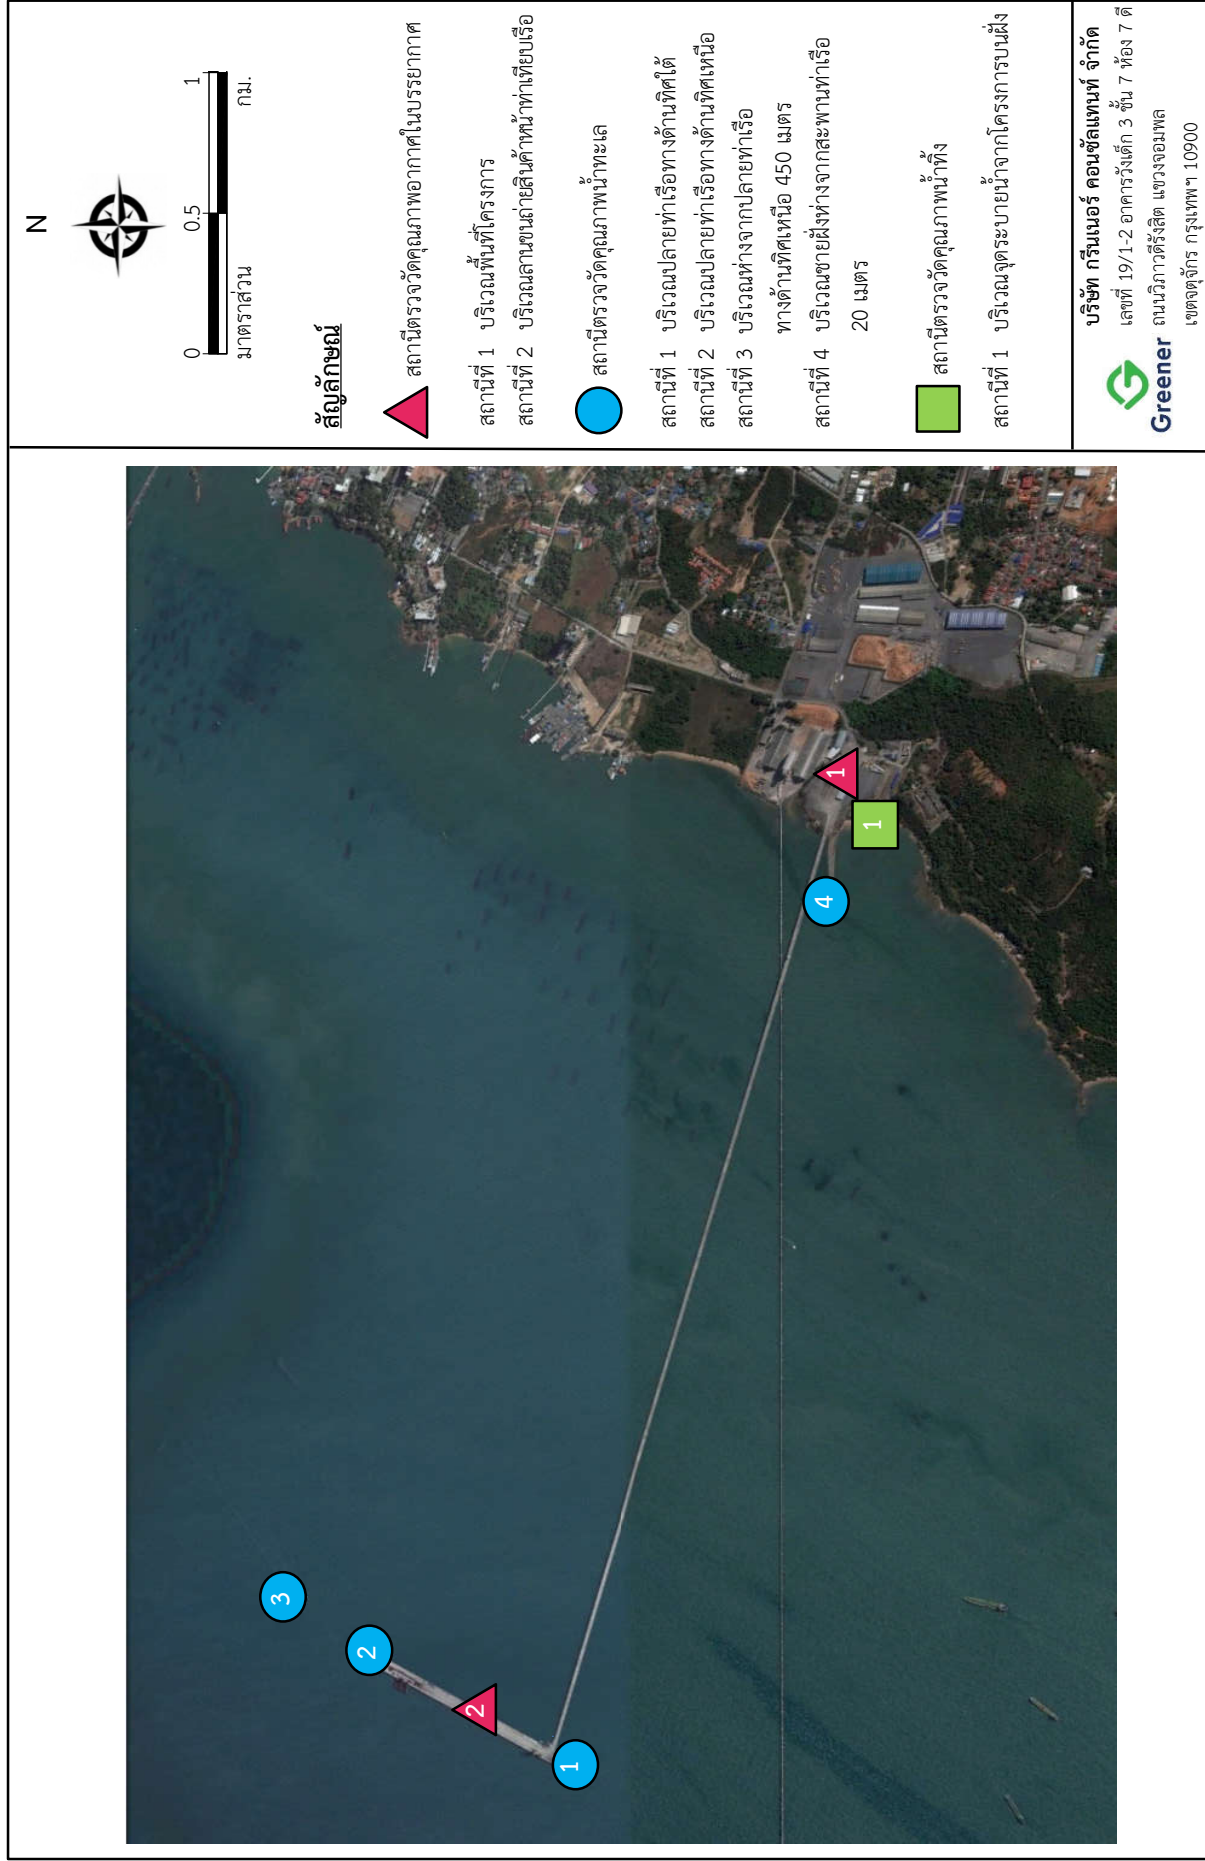 N
0 0.5 1
มาตราส่วน กม.
สัญลักษณ์
สถานีตรวจวัดคุณภาพอากาศในบรรยากาศ
สถานีที่ 1 บริเวณพื้นที่โครงการ
สถานีที่ 2 บริเวณลานขนถ่ายสินค้าหน้าท่าเทียบเรือ
สถานีตรวจวัดคุณภาพน้ำทะเล
สถานีที่ 1 บริเวณปลายท่าเรือทางด้านทิศใต้
สถานีที่ 2 บริเวณปลายท่าเรือทางด้านทิศเหนือ
สถานีที่ 3 บริเวณห่างจากปลายท่าเรือ
ทางด้านทิศเหนือ 450 เมตร
สถานีที่ 4 บริเวณชายฝั่งห่างจากสะพานท่าเรือ
20 เมตร
สถานีตรวจวัดคุณภาพน้ำทิ้ง
สถานีที่ 1 บริเวณจุดระบายน้ำจากโครงการบนฝั่ง
Greener
บริษัท กรีนเนอร์ คอนซัลแทนท์ จำกัด
เลขที่ 19/1-2 อาคารวังเด็ก 3 ชั้น 7 ห้อง 7 ดี
ถนนวิภาวดีรังสิต แขวงจอมพล
เขตจตุจักร กรุงเทพฯ 10900
3
2
2
1
4
1
1